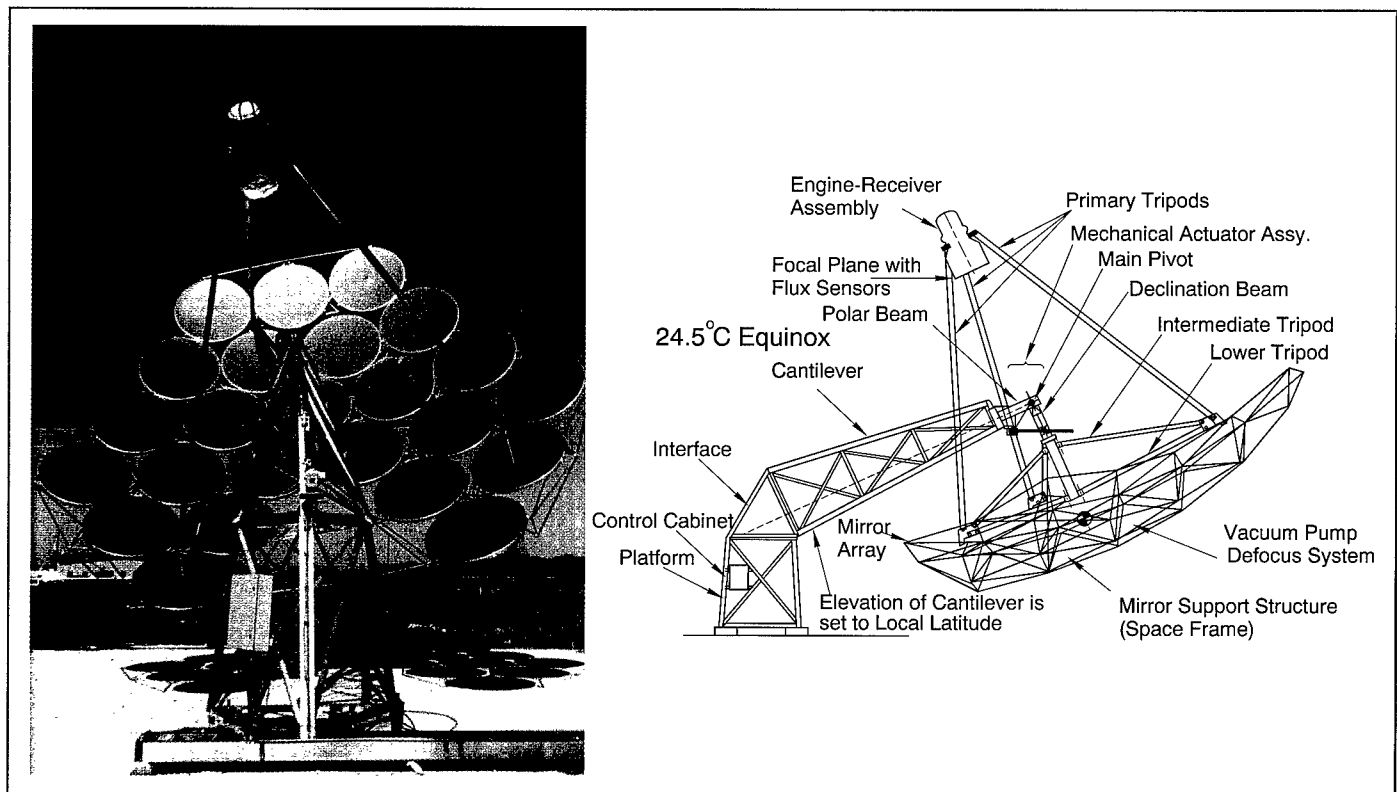 Engine-Receiver
Assembly
Primary Tripods
Mechanical Actuator Assy.
Main Pivot
Focal Plane with
Flux Sensors
Declination Beam
Polar Beam
Intermediate Tripod
24.5°C Equinox
Lower Tripod
Cantilever
Interface
Control Cabinet
Platform
Mirror
Array
Vacuum Pump
Defocus System
Elevation of Cantilever is
set to Local Latitude
Mirror Support Structure
(Space Frame)